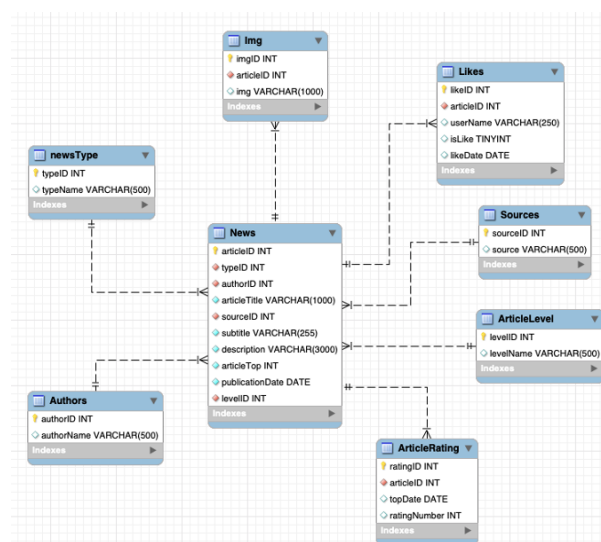 Img
imgID INT
articleID INT
img VARCHAR(1000)
Indexes
Likes
likeID INT
articleID INT
userName VARCHAR(250)
isLike TINYINT
likeDate DATE
Indexes
newsType
typeID INT
typeName VARCHAR(500)
Indexes
News
articleID INT
typeID INT
authorID INT
articleTitle VARCHAR(1000)
sourceID INT
subtitle VARCHAR(255)
description VARCHAR(3000)
articleTop INT
publicationDate DATE
levelID INT
Indexes
Sources
sourceID INT
source VARCHAR(500)
Indexes
ArticleLevel
levelID INT
levelName VARCHAR(500)
Indexes
Authors
authorID INT
authorName VARCHAR(500)
Indexes
ArticleRating
ratingID INT
articleID INT
topDate DATE
ratingNumber INT
Indexes